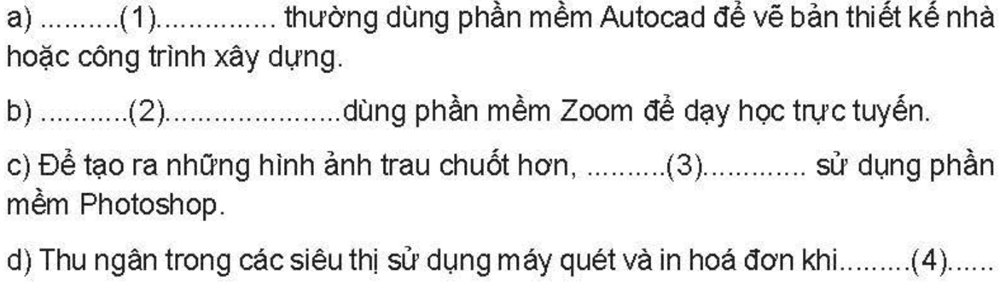 a) ..........(1)............... thường dùng phần mềm Autocad để vẽ bản thiết kế nhà
hoặc công trình xây dựng.
b) ...........(2)......................dùng phần mềm Zoom để dạy học trực tuyến.
c) Để tạo ra những hình ảnh trau chuốt hơn, ..........(3)............. sử dụng phần
mềm Photoshop.
d) Thu ngân trong các siêu thị sử dụng máy quét và in hoá đơn khi.........(4)......